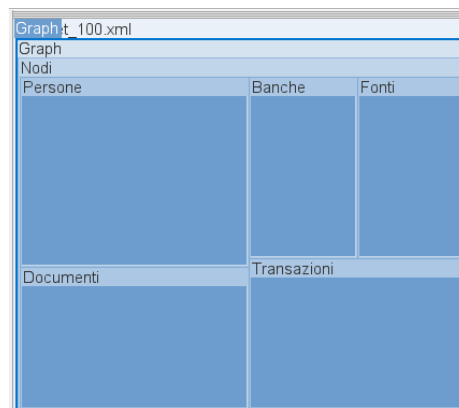 Graph t_100.xml
Graph
Nodi
Persone
Banche
Fonti
Documenti
Transazioni